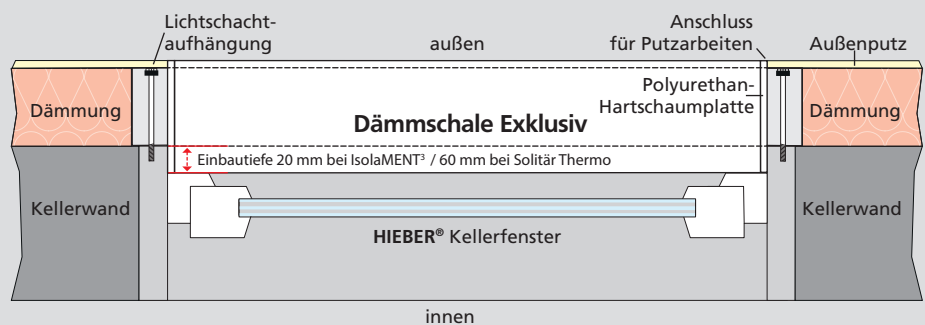 Lichtschacht-
aufhängung
außen
Anschluss
für Putzarbeiten
Außenputz
Dämmung
Polyurethan-
Hartschaumplatte
Dämmung
Dämmschale Exklusiv
Einbautiefe 20 mm bei IsolaMENT³ / 60 mm bei Solitär Thermo
Kellerwand
Kellerwand
HIEBER® Kellerfenster
innen